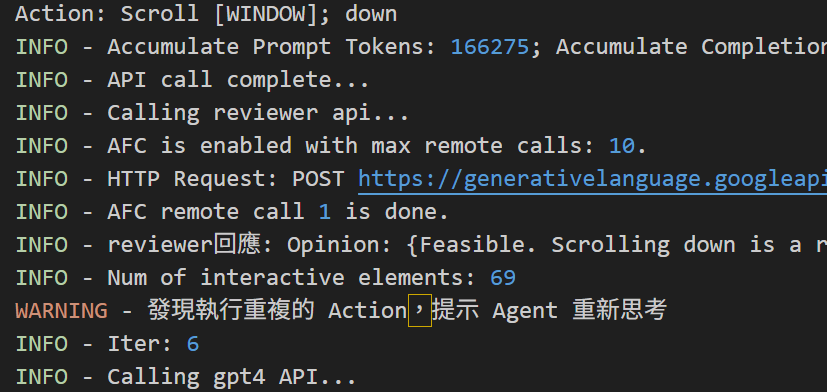 Action: Scroll [WINDOW]; down
INFO - Accumulate Prompt Tokens: 166275; Accumulate Completion
INFO - API call complete...
INFO - Calling reviewer api...
INFO - AFC is enabled with max remote calls: 10.
INFO - HTTP Request: POST https://generativelanguage.googleapi
INFO - AFC remote call 1 is done.
INFO - reviewer回應: Opinion: {Feasible. Scrolling down is a r
INFO - Num of interactive elements: 69
WARNING - 發現執行重複的 Action，提示 Agent 重新思考
INFO - Iter: 6
INFO - Calling gpt4 API...